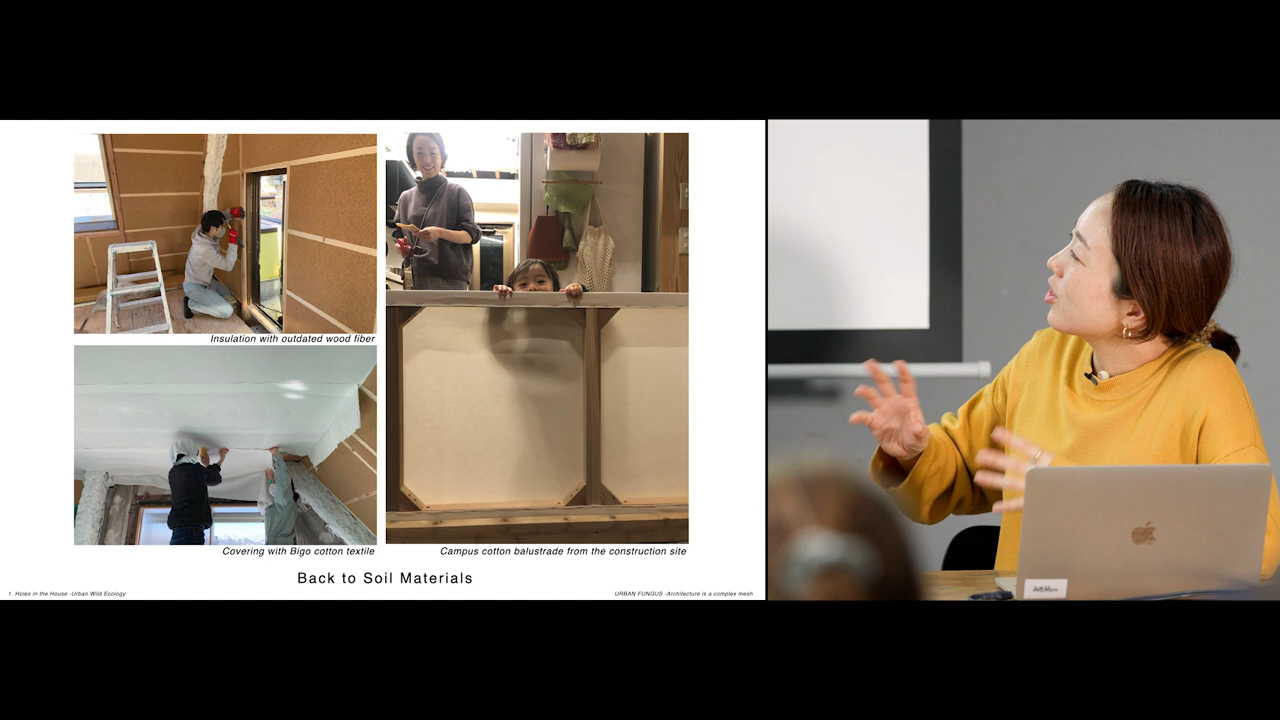 Insulation with outdated wood fiber
Covering with Bigo cotton textile
Campus cotton balustrade from the construction site
Back to Soil Materials
1. Holes in the House -Urban Wild Ecology
URBAN FUNGUS -Architecture is a complex mesh